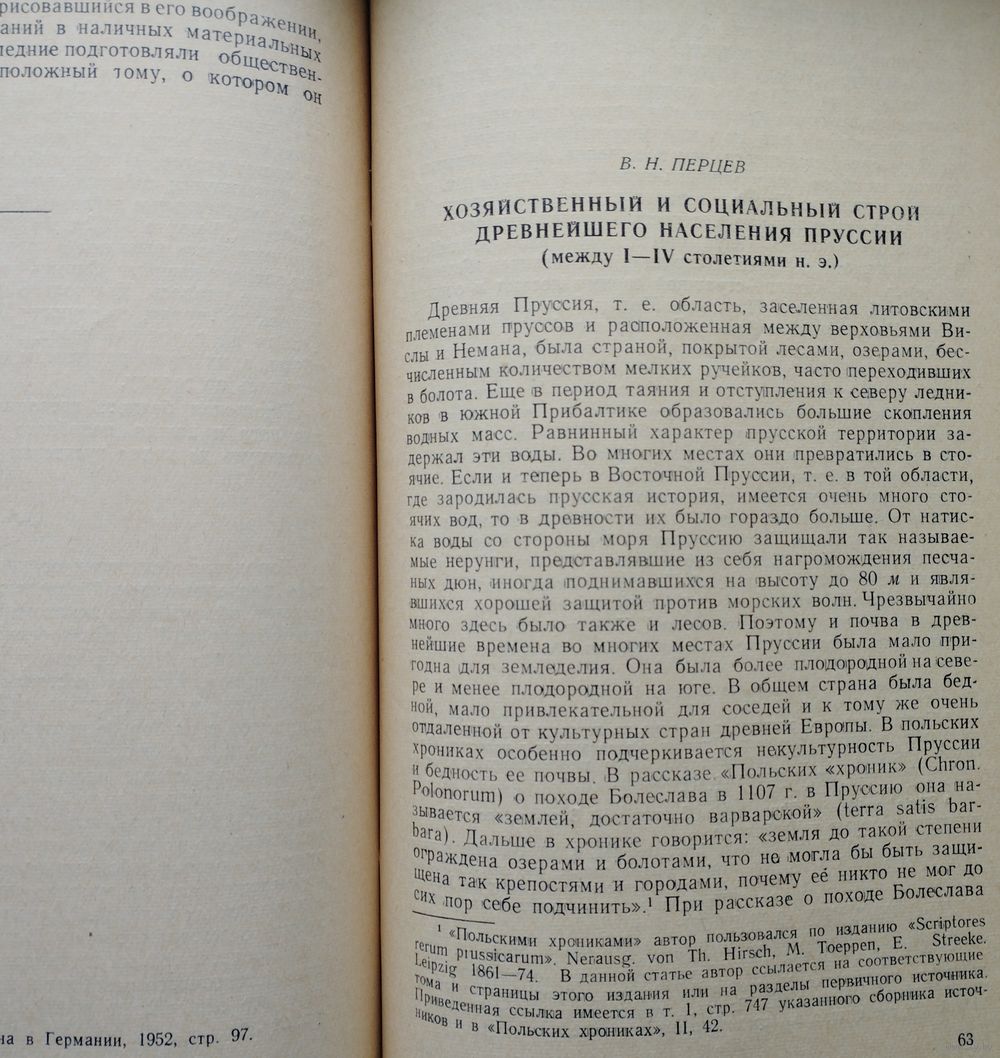 рисовавшийся в его воображении,
аний в наличных материальных
ледние подготовляли обществен-
положный тому, о котором он
на в Германии, 1952, стр. 97.
В. Н. ПЕРЦЕВ
ХОЗЯЙСТВЕННЫЙ И СОЦИАЛЬНЫЙ СТРОЙ
ДРЕВНЕЙШЕГО НАСЕЛЕНИЯ ПРУССИИ
(между I—IV столетиями н. э.)
Древняя Пруссия, т. е. область, заселенная литовскими
племенами пруссов и расположенная между верховьями Ви-
слы и Немана, была страной, покрытой лесами, озерами, бес-
численным количеством мелких ручейков, часто переходивших
в болота. Еще в период таяния и отступления к северу ледни-
ков в южной Прибалтике образовались большие скопления
водных масс. Равнинный характер прусской территории за-
держал эти воды. Во многих местах они превратились в сто-
ячие. Если и теперь в Восточной Пруссии, т. е. в той области,
где зародилась прусская история, имеется очень много сто-
ячих вод, то в древности их было гораздо больше. От натис-
ка воды со стороны моря Пруссию защищали так называе-
мые нерунги, представлявшие из себя нагромождения песча-
ных дюн, иногда поднимавшихся на высоту до 80 м и явля-
вшихся хорошей защитой против морских волн. Чрезвычайно
много здесь было также и лесов. Поэтому и почва в древ-
нейшие времена во многих местах Пруссии была мало при-
годна для земледелия. Она была более плодородной на севе-
ре и менее плодородной на юге. В общем страна была бед-
ной, мало привлекательной для соседей и к тому же очень
отдаленной от культурных стран древней Европы. В польских
хрониках особенно подчеркивается некультурность Пруссии
и бедность ее почвы. В рассказе «Польских «хроник» (Chron.
Polonorum) о походе Болеслава в 1107 г. в Пруссию она на-
зывается «землей, достаточно варварской» (terra satis bar-
bara). Дальше в хронике говорится: «земля до такой степени
ограждена озерами и болотами, что не могла бы быть защи-
щена так крепостями и городами, почему её никто не мог до
сих пор себе подчинить».¹ При рассказе о походе Болеслава
¹ «Польскими хрониками» автор пользовался по изданию «Scriptores
rerum prussicarum». Nerausg. von Th. Hirsch, M. Toeppen, E. Streeke.
Leipzig 1861—74. В данной статье автор ссылается на соответствующие
тома и страницы этого издания или на разделы первичного источника.
Приведенная ссылка имеется в т. 1, стр. 747 указанного сборника источ-
ников и в «Польских хрониках», II, 42.
63